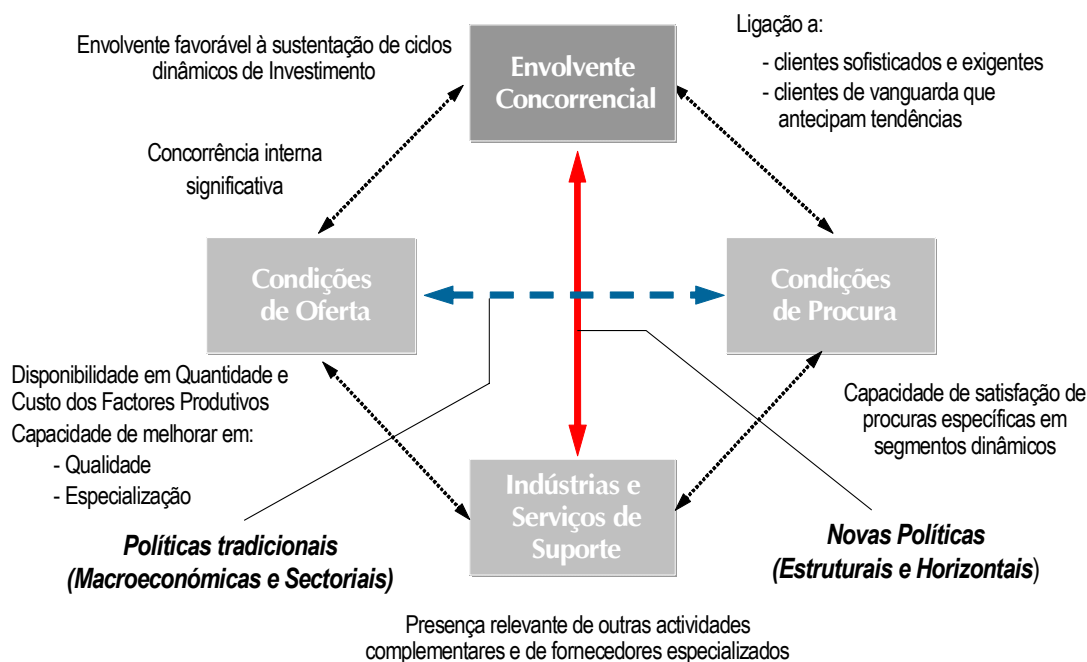 Envolvente favorável à sustentação de ciclos
dinâmicos de Investimento
Envolvente
Concorrencial
Ligação a:
- clientes sofisticados e exigentes
- clientes de vanguarda que
antecipam tendências
Concorrência interna
significativa
Condições
de Oferta
Condições
de Procura
Disponibilidade em Quantidade e
Custo dos Factores Produtivos
Capacidade de melhorar em:
- Qualidade
- Especialização
Capacidade de satisfação de
procuras específicas em
segmentos dinâmicos
Indústrias e
Serviços de
Suporte
Políticas tradicionais
(Macroeconómicas e Sectoriais)
Novas Políticas
(Estruturais e Horizontais)
Presença relevante de outras actividades
complementares e de fornecedores especializados